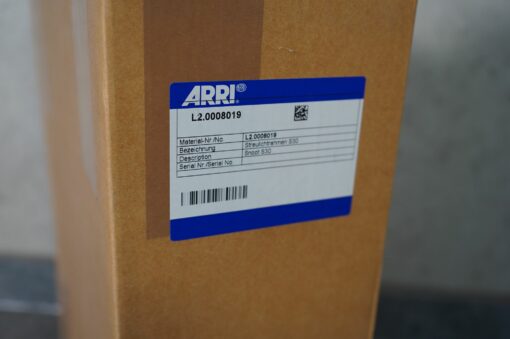 ARRI®
L2.0008019
Material-Nr./No. L2.0008019
Bezeichnung Streulichtrahmen S30
Description Snoot S30
Serial Nr./Serial No.